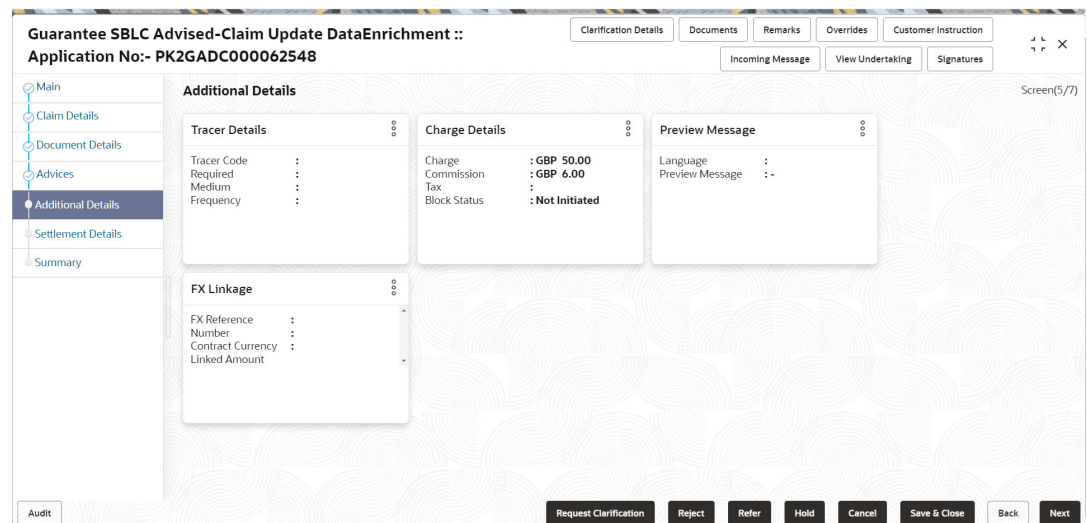 Guarantee SBLC Advised-Claim Update DataEnrichment ::
Application No:- PK2GADC000062548
Clarification Details
Documents
Remarks
Overrides
Customer Instruction
Incoming Message
View Undertaking
Signatures
Main
Claim Details
Document Details
Advices
Additional Details
Settlement Details
Summary
Additional Details
Screen(5/7)
Tracer Details
Tracer Code :
Required :
Medium :
Frequency :
Charge Details
Charge : GBP 50.00
Commission : GBP 6.00
Tax :
Block Status : Not Initiated
Preview Message
Language :
Preview Message : -
FX Linkage
FX Reference :
Number :
Contract Currency :
Linked Amount
Audit
Request Clarification
Reject
Refer
Hold
Cancel
Save & Close
Back
Next